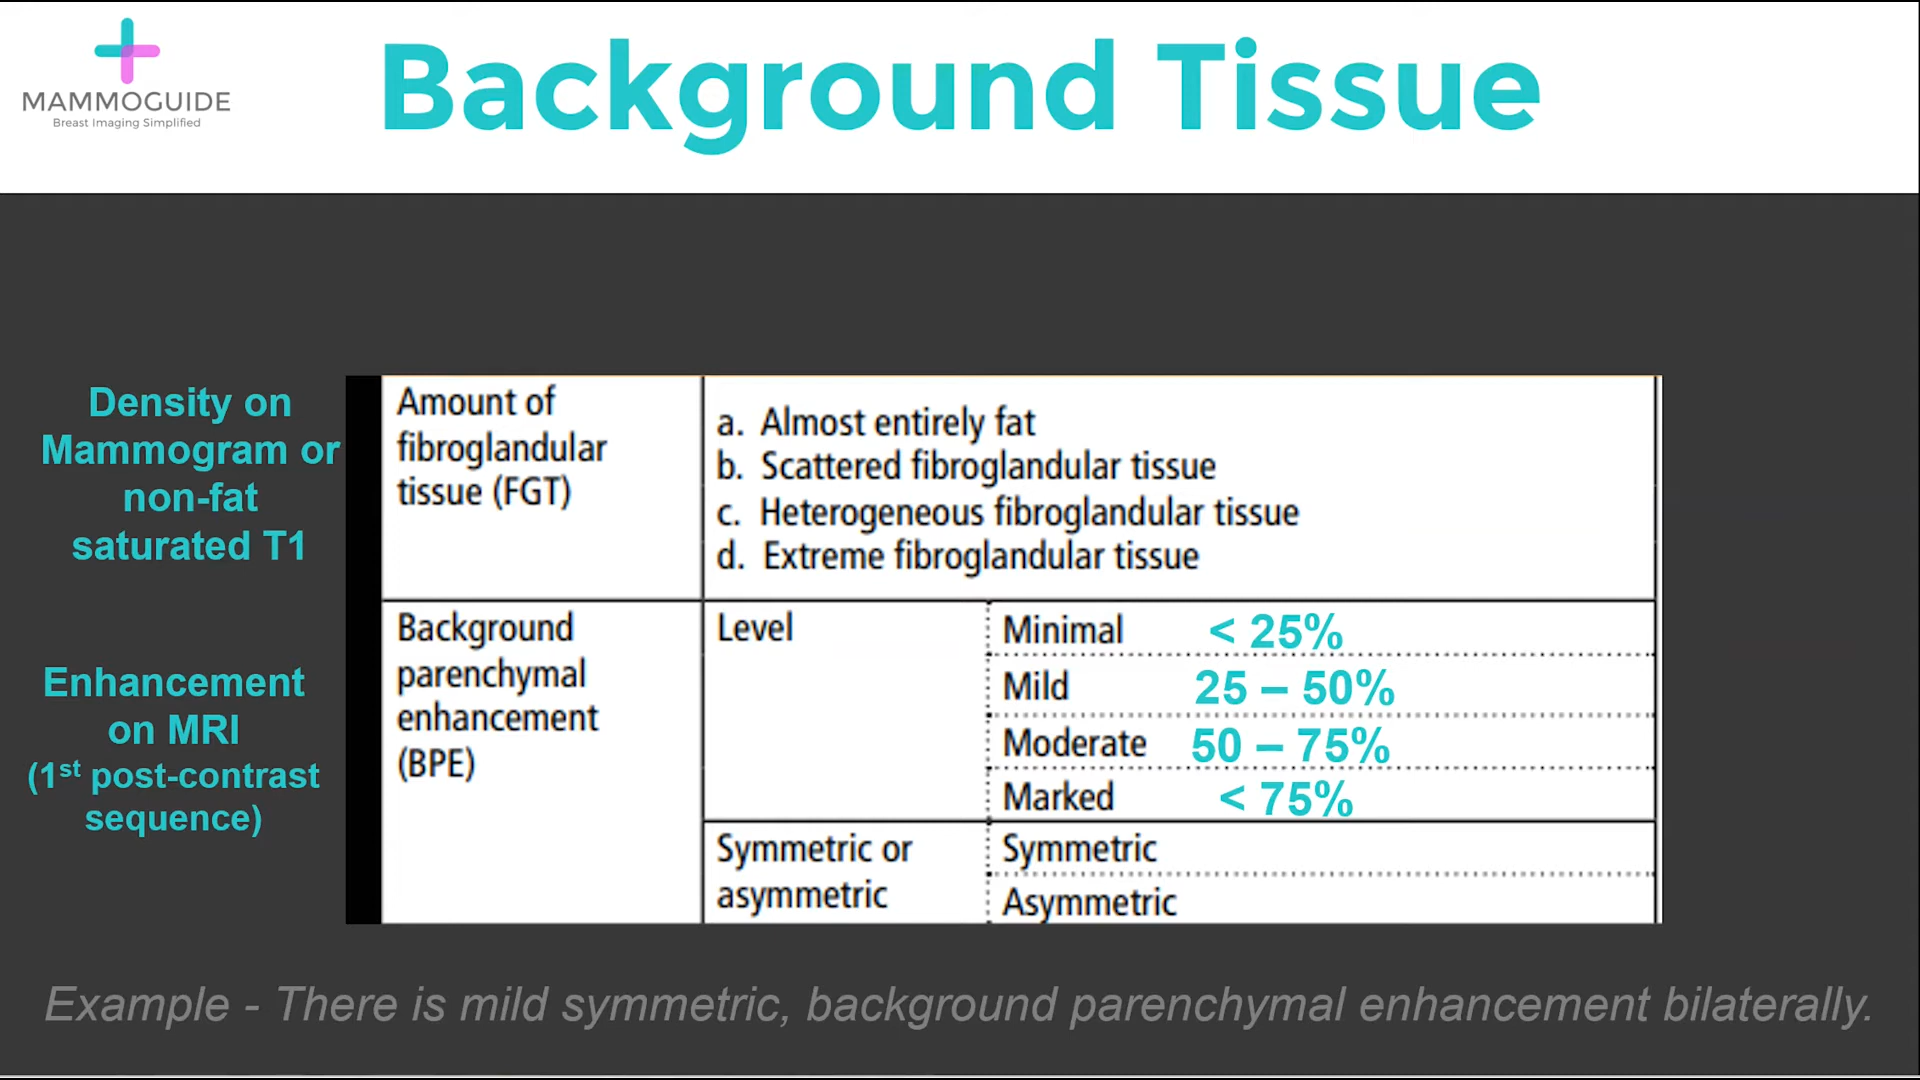 MAMMOGUIDE
Breast Imaging Simplified
Background Tissue
Density on
Mammogram or
non-fat
saturated T1
Amount of
fibroglandular
tissue (FGT)
a. Almost entirely fat
b. Scattered fibroglandular tissue
c. Heterogeneous fibroglandular tissue
d. Extreme fibroglandular tissue
Enhancement
on MRI
(1st post-contrast
sequence)
Background
parenchymal
enhancement
(BPE)
Level
Minimal < 25%
Mild 25 – 50%
Moderate 50 – 75%
Marked < 75%
Symmetric or
asymmetric
Symmetric
Asymmetric
Example - There is mild symmetric, background parenchymal enhancement bilaterally.